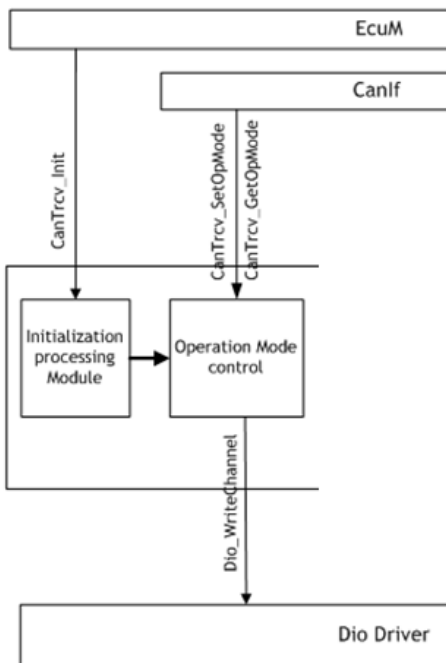 EcuM
CanIf
CanTrcv_Init
CanTrcv_SetOpMode
CanTrcv_GetOpMode
Initialization
processing
Module
Operation Mode
control
Dio_WriteChannel
Dio Driver